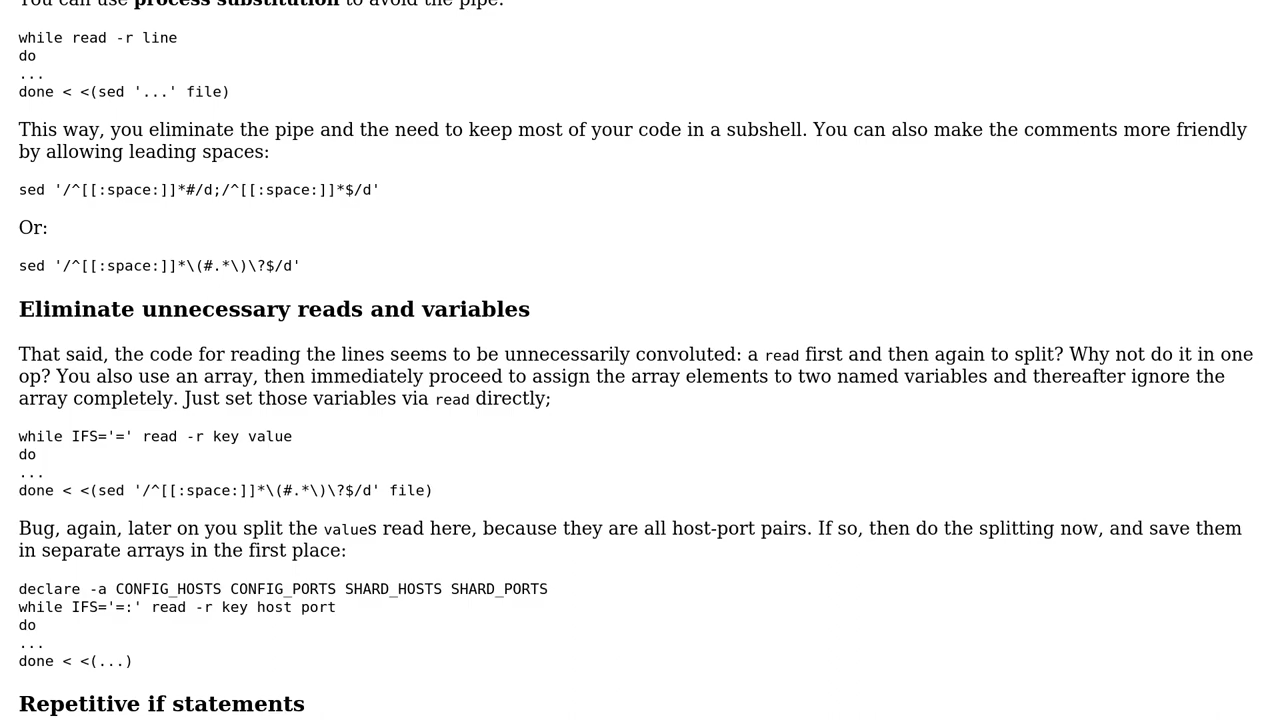 You can use process substitution to avoid the pipe:
while read -r line
do
...
done < <(sed '...' file)
This way, you eliminate the pipe and the need to keep most of your code in a subshell. You can also make the comments more friendly
by allowing leading spaces:
sed '/^[[:space:]]*#/d;/^[[:space:]]*$/d'
Or:
sed '/^[[:space:]]*\(#.*\)\?$/d'
Eliminate unnecessary reads and variables
That said, the code for reading the lines seems to be unnecessarily convoluted: a read first and then again to split? Why not do it in one
op? You also use an array, then immediately proceed to assign the array elements to two named variables and thereafter ignore the
array completely. Just set those variables via read directly;
while IFS='=' read -r key value
do
...
done < <(sed '/^[[:space:]]*\(#.*\)\?$/d' file)
Bug, again, later on you split the values read here, because they are all host-port pairs. If so, then do the splitting now, and save them
in separate arrays in the first place:
declare -a CONFIG_HOSTS CONFIG_PORTS SHARD_HOSTS SHARD_PORTS
while IFS='=:' read -r key host port
do
...
done < <(...)
Repetitive if statements